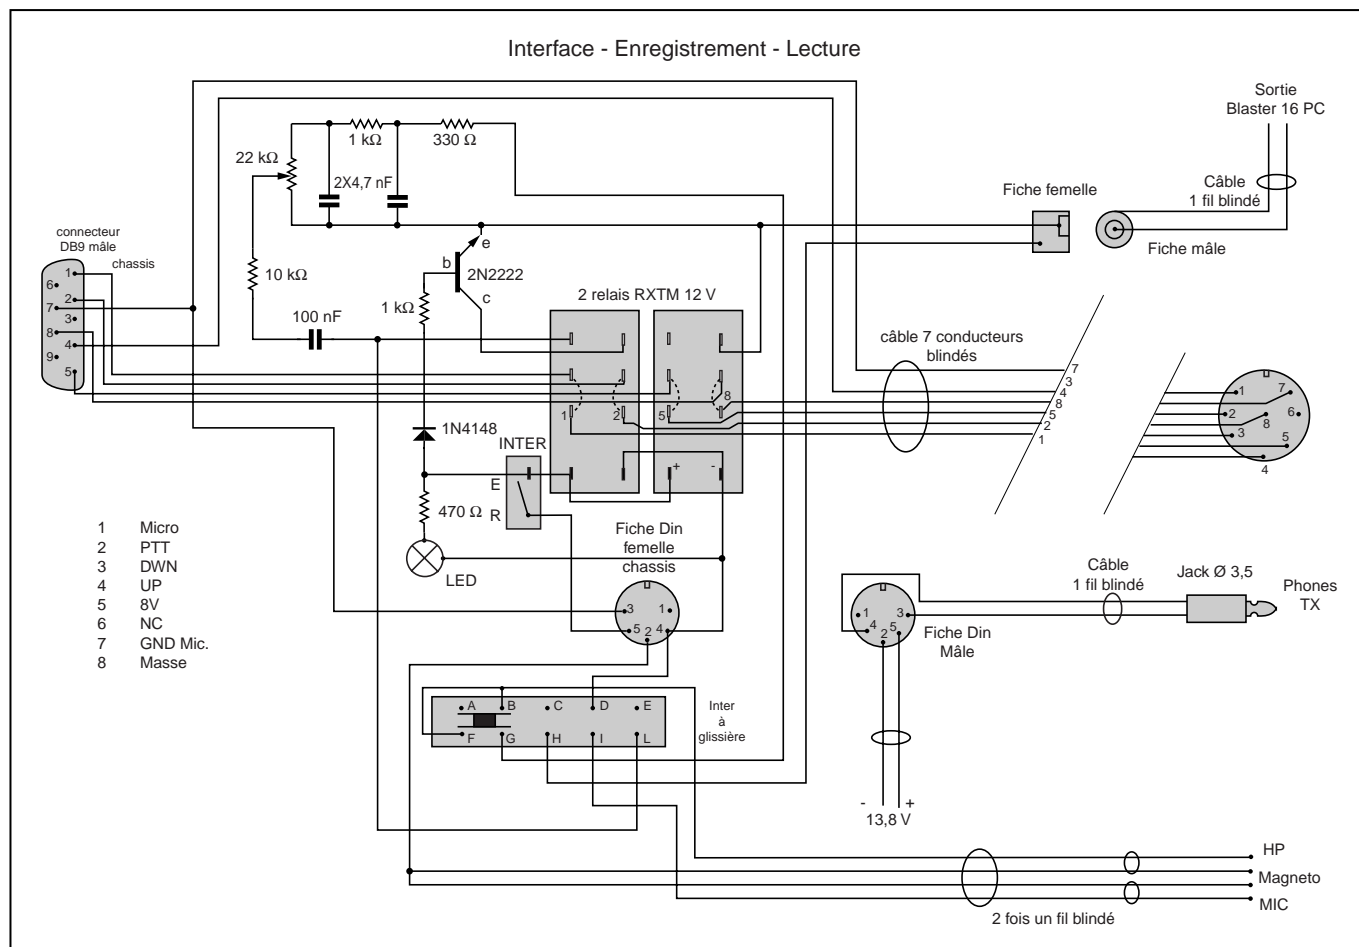 Interface - Enregistrement - Lecture
Sortie
Blaster 16 PC
1 kΩ
330 Ω
22 kΩ
2X4,7 nF
Câble
1 fil blindé
Fiche femelle
Fiche mâle
connecteur
DB9 mâle
chassis
1
6
2
7
3
8
4
9
5
10 kΩ
100 nF
e
b
2N2222
c
1 kΩ
2 relais RXTM 12 V
1
2
5
8
+
-
câble 7 conducteurs
blindés
7
3
4
8
5
2
1
1
7
2
8
6
3
5
4
1N4148
INTER
E
R
470 Ω
LED
1 Micro
2 PTT
3 DWN
4 UP
5 8V
6 NC
7 GND Mic.
8 Masse
Fiche Din
femelle
chassis
3
1
5
2
4
Câble
1 fil blindé
Jack Ø 3,5
Phones
TX
1
3
4
5
2
Fiche Din
Mâle
A
B
C
D
E
F
G
H
I
L
Inter
à
glissière
-
+
13,8 V
HP
Magneto
MIC
2 fois un fil blindé